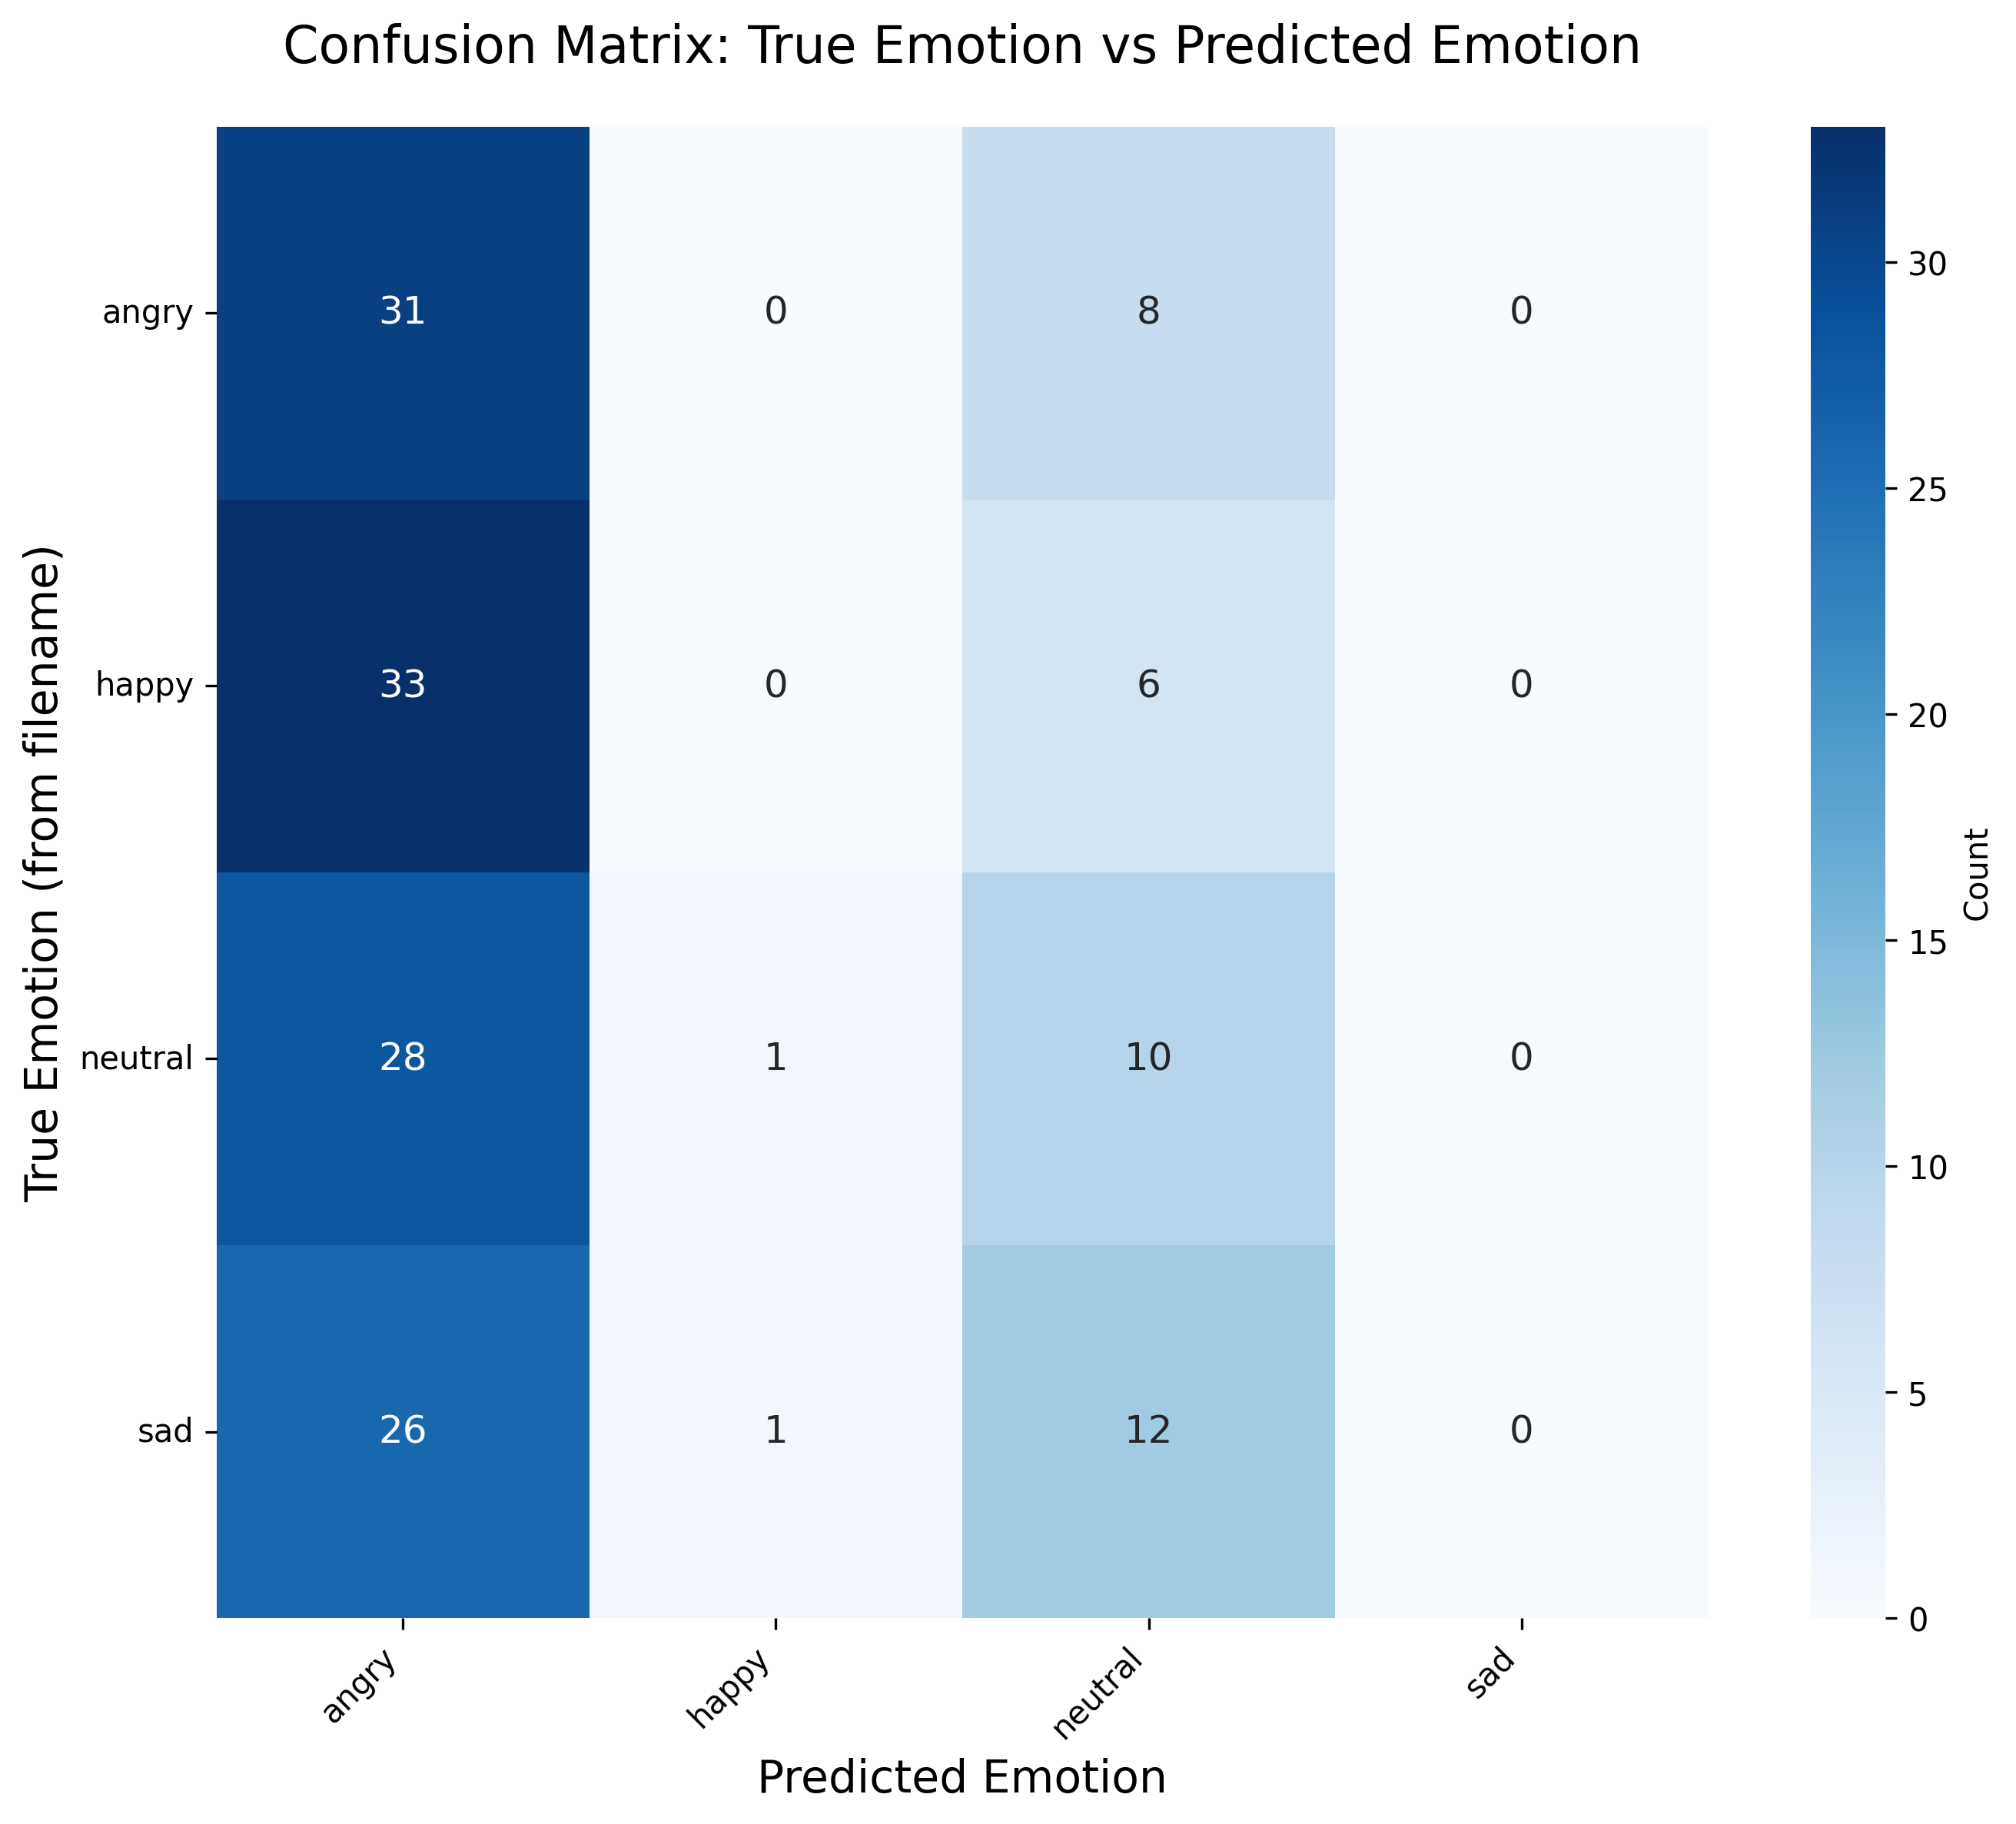 Confusion Matrix: True Emotion vs Predicted Emotion
True Emotion (from filename)
angry 31 0 8 0
happy 33 0 6 0
neutral 28 1 10 0
sad 26 1 12 0
angry happy neutral sad
Predicted Emotion
30
25
20
15
10
5
0
Count